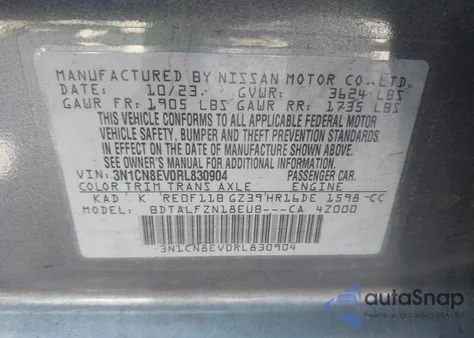 MANUFACTURED BY NISSAN MOTOR CO., LTD.
DATE: 10/23 GVWR: 3624 LBS
GAWR FR: 1905 LBS GAWR RR: 1735 LBS
THIS VEHICLE CONFORMS TO ALL APPLICABLE FEDERAL MOTOR
VEHICLE SAFETY, BUMPER AND THEFT PREVENTION STANDARDS
IN EFFECT ON THE DATE OF MANUFACTURE SHOWN ABOVE.
SEE OWNER'S MANUAL FOR ADDITIONAL INFORMATION.
VIN: 3N1CN8EV0RL830904 PASSENGER CAR.
COLOR TRIM TRANS AXLE ENGINE
KAD K RE0F11B GZ39 HR16DE 1598-CC
MODEL: BDTALFZN18EU8---CA 4Z000
3N1CN8EV0RL830904
autoSnap